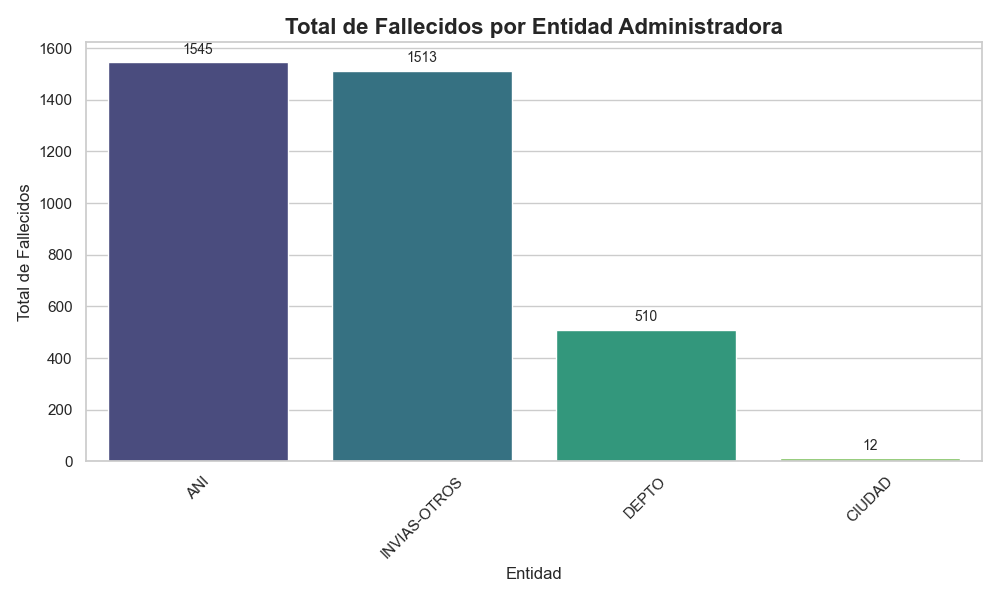 Total de Fallecidos por Entidad Administradora
Total de Fallecidos
1600
1400
1200
1000
800
600
400
200
0
1545
1513
510
12
ANI
INVIAS-OTROS
DEPTO
CIUDAD
Entidad